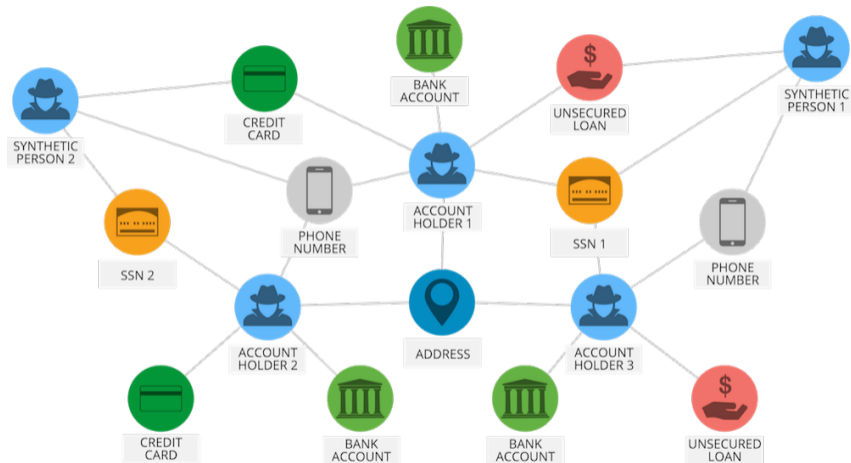 BANK
ACCOUNT
SYNTHETIC
PERSON 1
UNSECURED
LOAN
CREDIT
CARD
SYNTHETIC
PERSON 2
ACCOUNT
HOLDER 1
PHONE
NUMBER
SSN 1
SSN 2
PHONE
NUMBER
ACCOUNT
HOLDER 2
ADDRESS
ACCOUNT
HOLDER 3
CREDIT
CARD
BANK
ACCOUNT
BANK
ACCOUNT
UNSECURED
LOAN